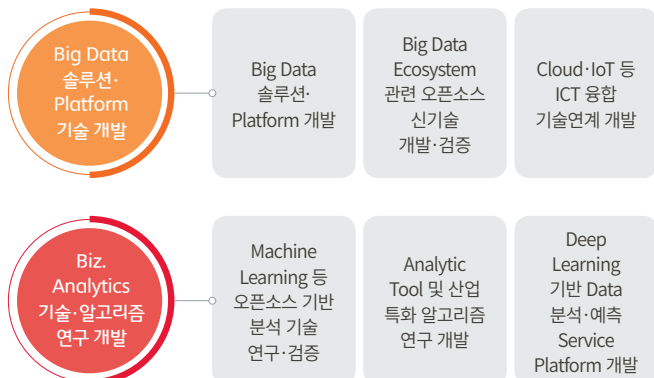 Big Data
솔루션·
Platform
기술 개발
Big Data
솔루션·
Platform 개발
Big Data
Ecosystem
관련 오픈소스
신기술
개발·검증
Cloud·IoT 등
ICT 융합
기술연계 개발
Biz.
Analytics
기술·알고리즘
연구 개발
Machine
Learning 등
오픈소스 기반
분석 기술
연구·검증
Analytic
Tool 및 산업
특화 알고리즘
연구 개발
Deep
Learning
기반 Data
분석·예측
Service
Platform 개발